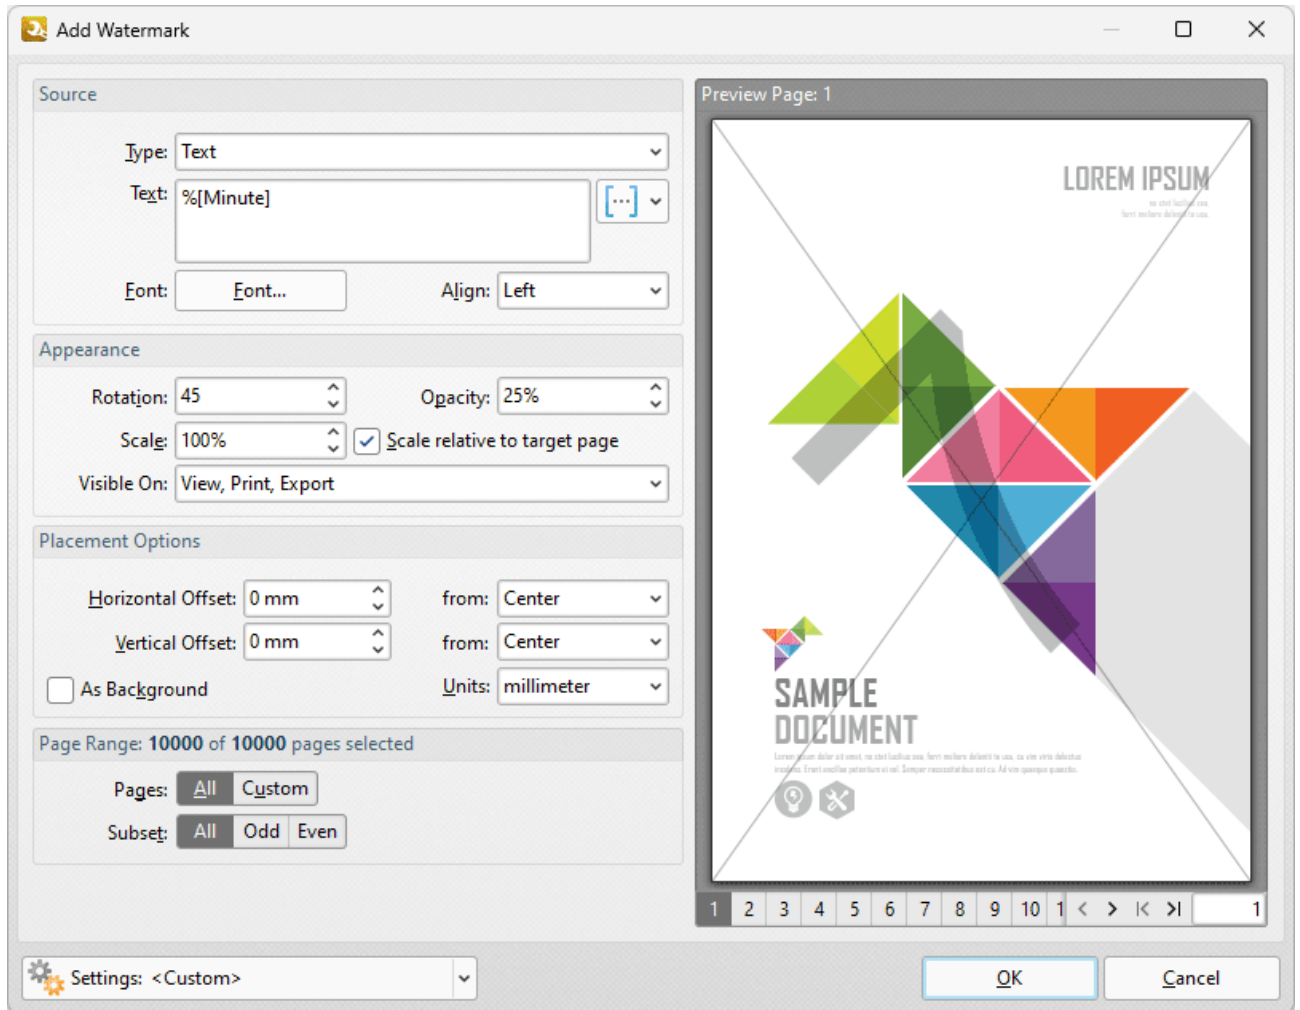 Add Watermark
Source
Type: Text
Text: %[Minute]
Font: Font... Align: Left
Appearance
Rotation: 45 Opacity: 25%
Scale: 100% Scale relative to target page
Visible On: View, Print, Export
Placement Options
Horizontal Offset: 0 mm from: Center
Vertical Offset: 0 mm from: Center
As Background Units: millimeter
Page Range: 10000 of 10000 pages selected
Pages: All Custom
Subset: All Odd Even
Preview Page: 1
LOREM IPSUM
SAMPLE
DOCUMENT
1 2 3 4 5 6 7 8 9 10 1 1
Settings: <Custom>
OK Cancel